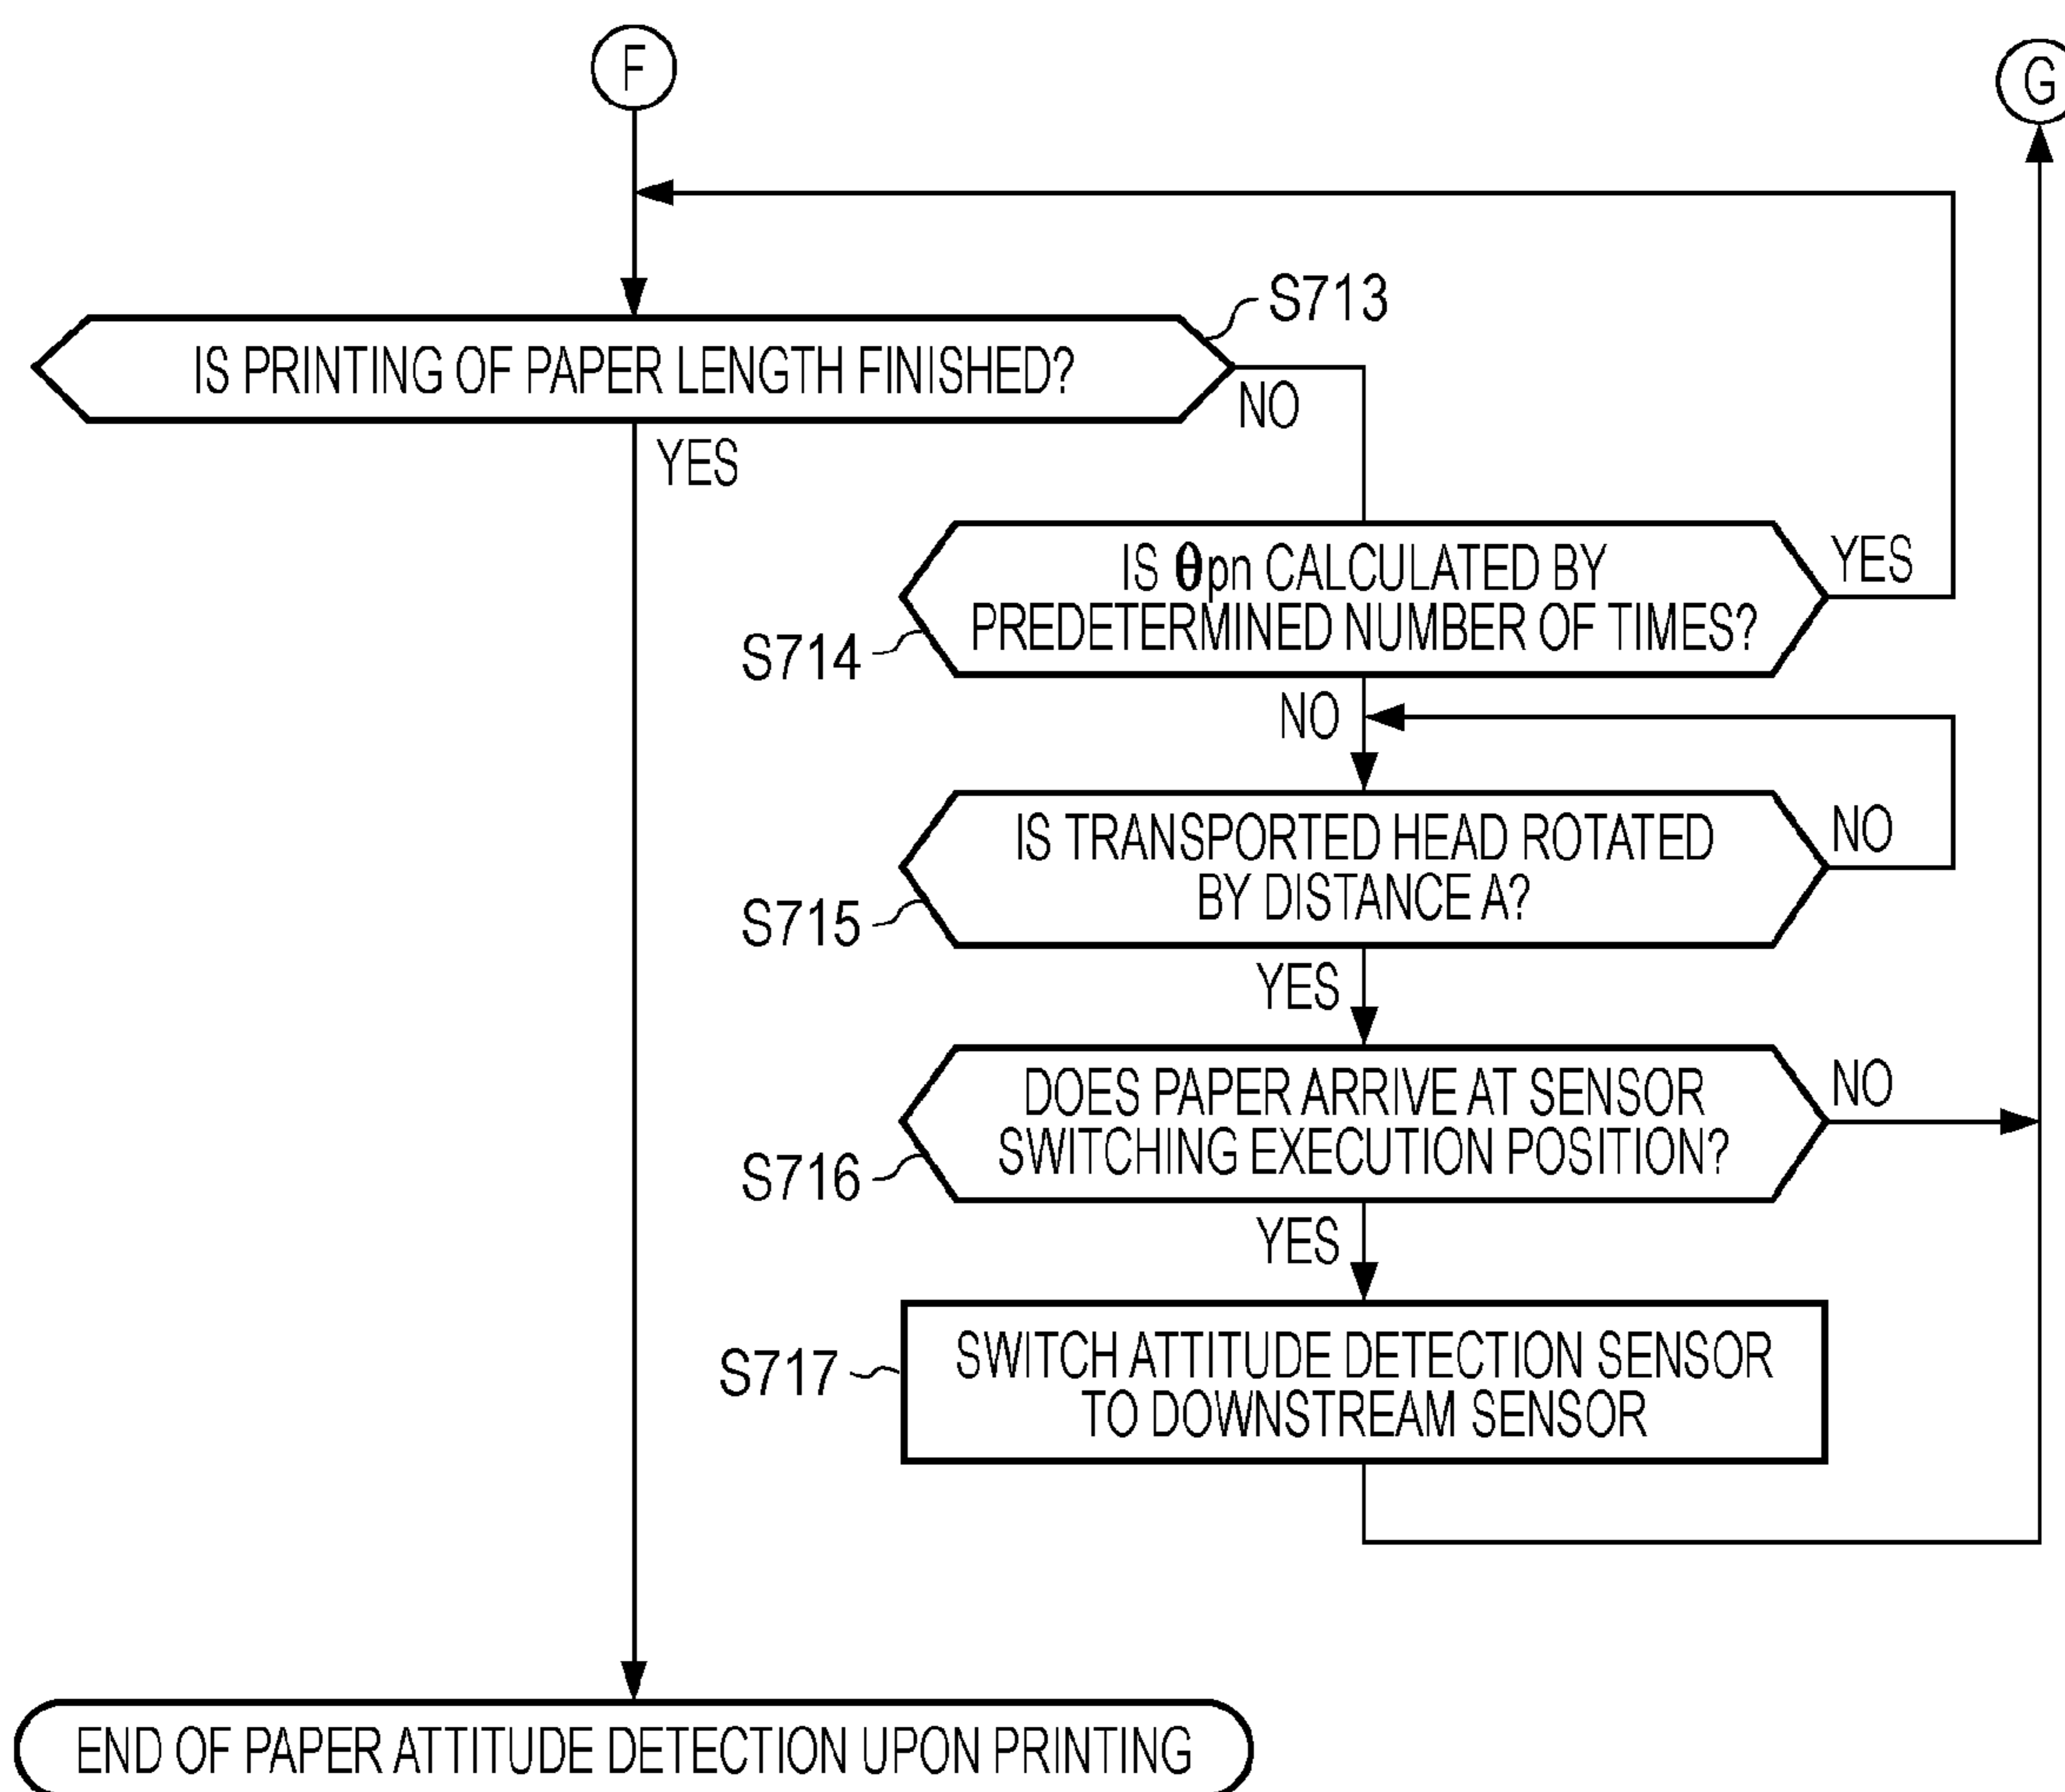 F
G
S713
IS PRINTING OF PAPER LENGTH FINISHED?
NO
YES
IS θpn CALCULATED BY
PREDETERMINED NUMBER OF TIMES?
YES
S714
NO
IS TRANSPORTED HEAD ROTATED
BY DISTANCE A?
NO
S715
YES
DOES PAPER ARRIVE AT SENSOR
SWITCHING EXECUTION POSITION?
NO
S716
YES
SWITCH ATTITUDE DETECTION SENSOR
TO DOWNSTREAM SENSOR
S717
END OF PAPER ATTITUDE DETECTION UPON PRINTING